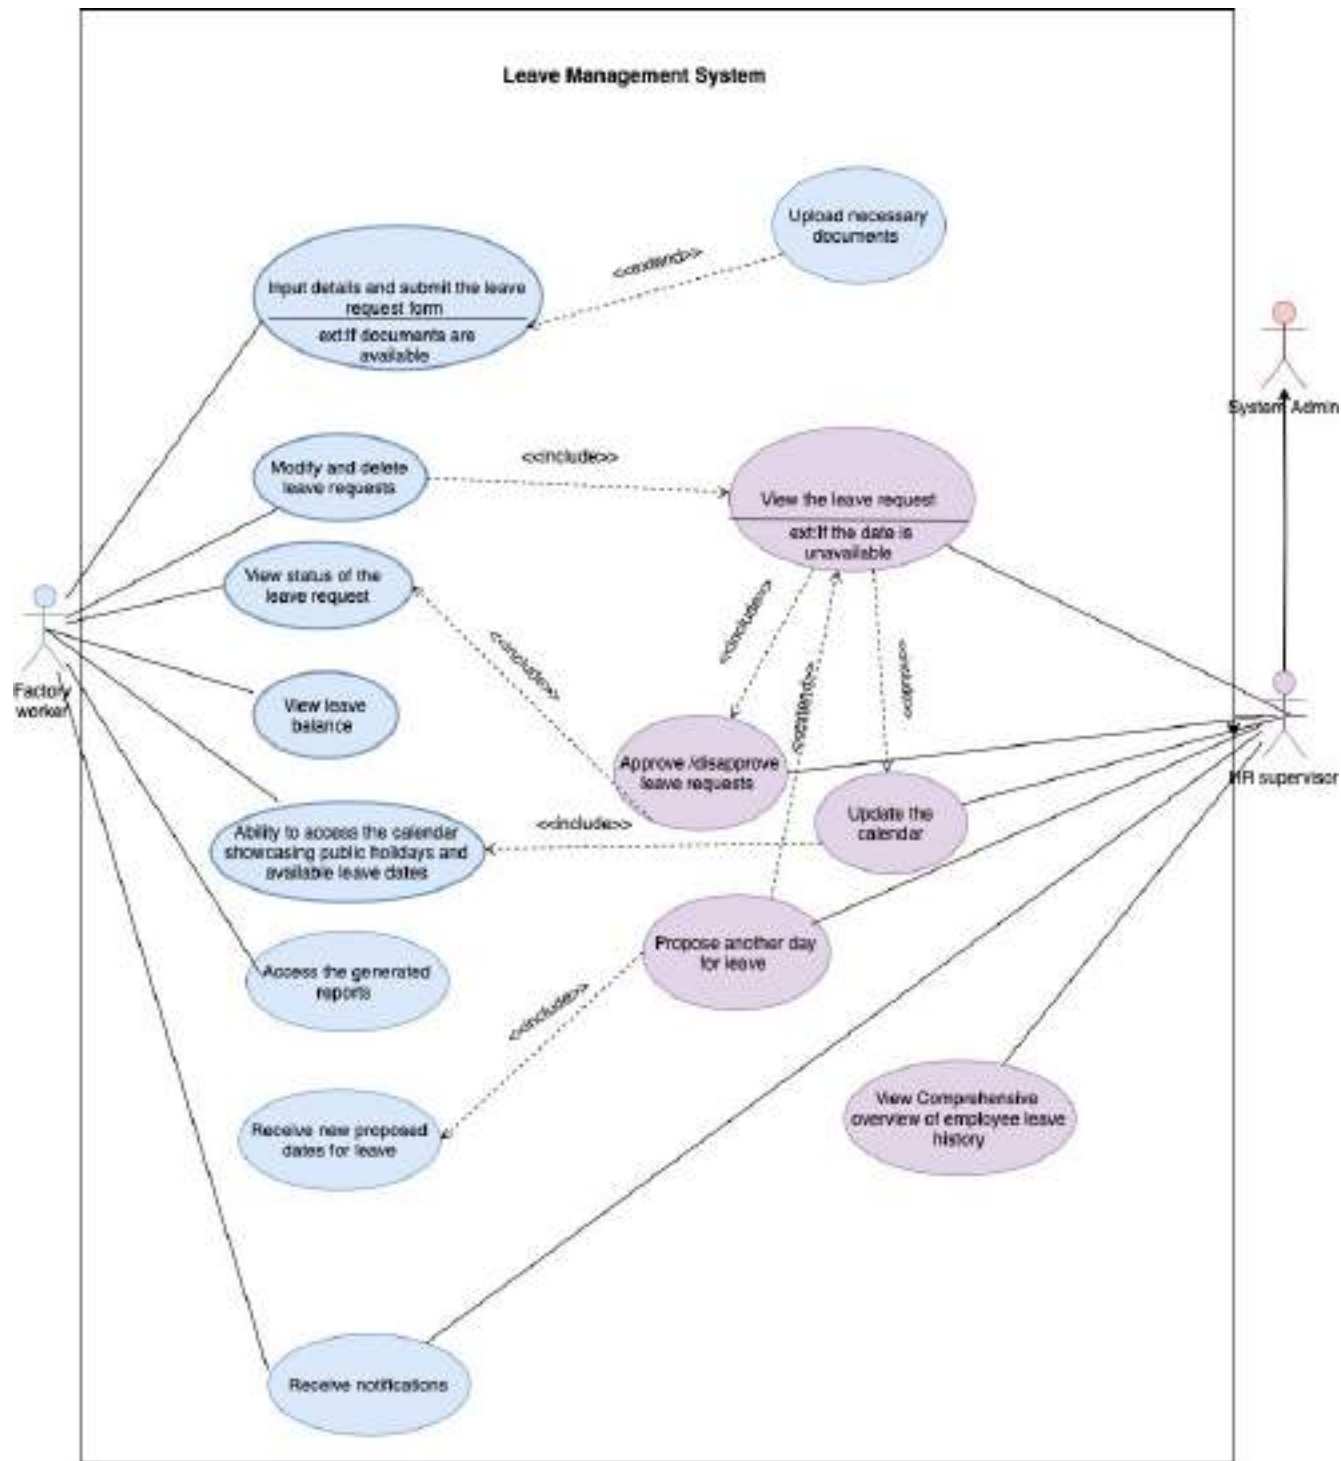 Leave Management System
Upload necessary
documents
<<extend>>
Input details and submit the leave
request form
ext:If documents are
available
System Admin
Modify and delete
leave requests
<<include>>
View the leave request
ext:If the date is
unavailable
View status of the
leave request
<<include>>
<<include>>
<<extend>>
<<include>>
Factory
worker
View leave
balance
Approve /disapprove
leave requests
HR supervisor
Update the
calendar
Ability to access the calendar
showcasing public holidays and
available leave dates
<<include>>
Propose another day
for leave
Access the generated
reports
<<include>>
View Comprehensive
overview of employee leave
history
Receive new proposed
dates for leave
Receive notifications